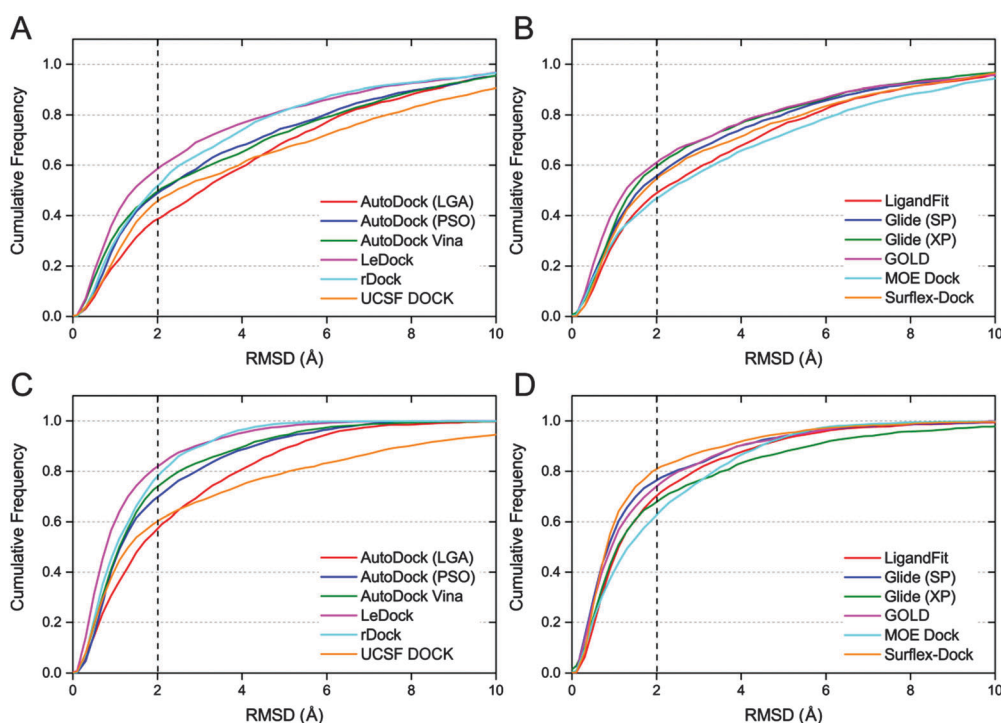 A
Cumulative Frequency
1.0
0.8
0.6
0.4
0.2
0.0
AutoDock (LGA)
AutoDock (PSO)
AutoDock Vina
LeDock
rDock
UCSF DOCK
0 2 4 6 8 10
RMSD (Å)
B
Cumulative Frequency
1.0
0.8
0.6
0.4
0.2
0.0
LigandFit
Glide (SP)
Glide (XP)
GOLD
MOE Dock
Surflex-Dock
0 2 4 6 8 10
RMSD (Å)
C
Cumulative Frequency
1.0
0.8
0.6
0.4
0.2
0.0
AutoDock (LGA)
AutoDock (PSO)
AutoDock Vina
LeDock
rDock
UCSF DOCK
0 2 4 6 8 10
RMSD (Å)
D
Cumulative Frequency
1.0
0.8
0.6
0.4
0.2
0.0
LigandFit
Glide (SP)
Glide (XP)
GOLD
MOE Dock
Surflex-Dock
0 2 4 6 8 10
RMSD (Å)